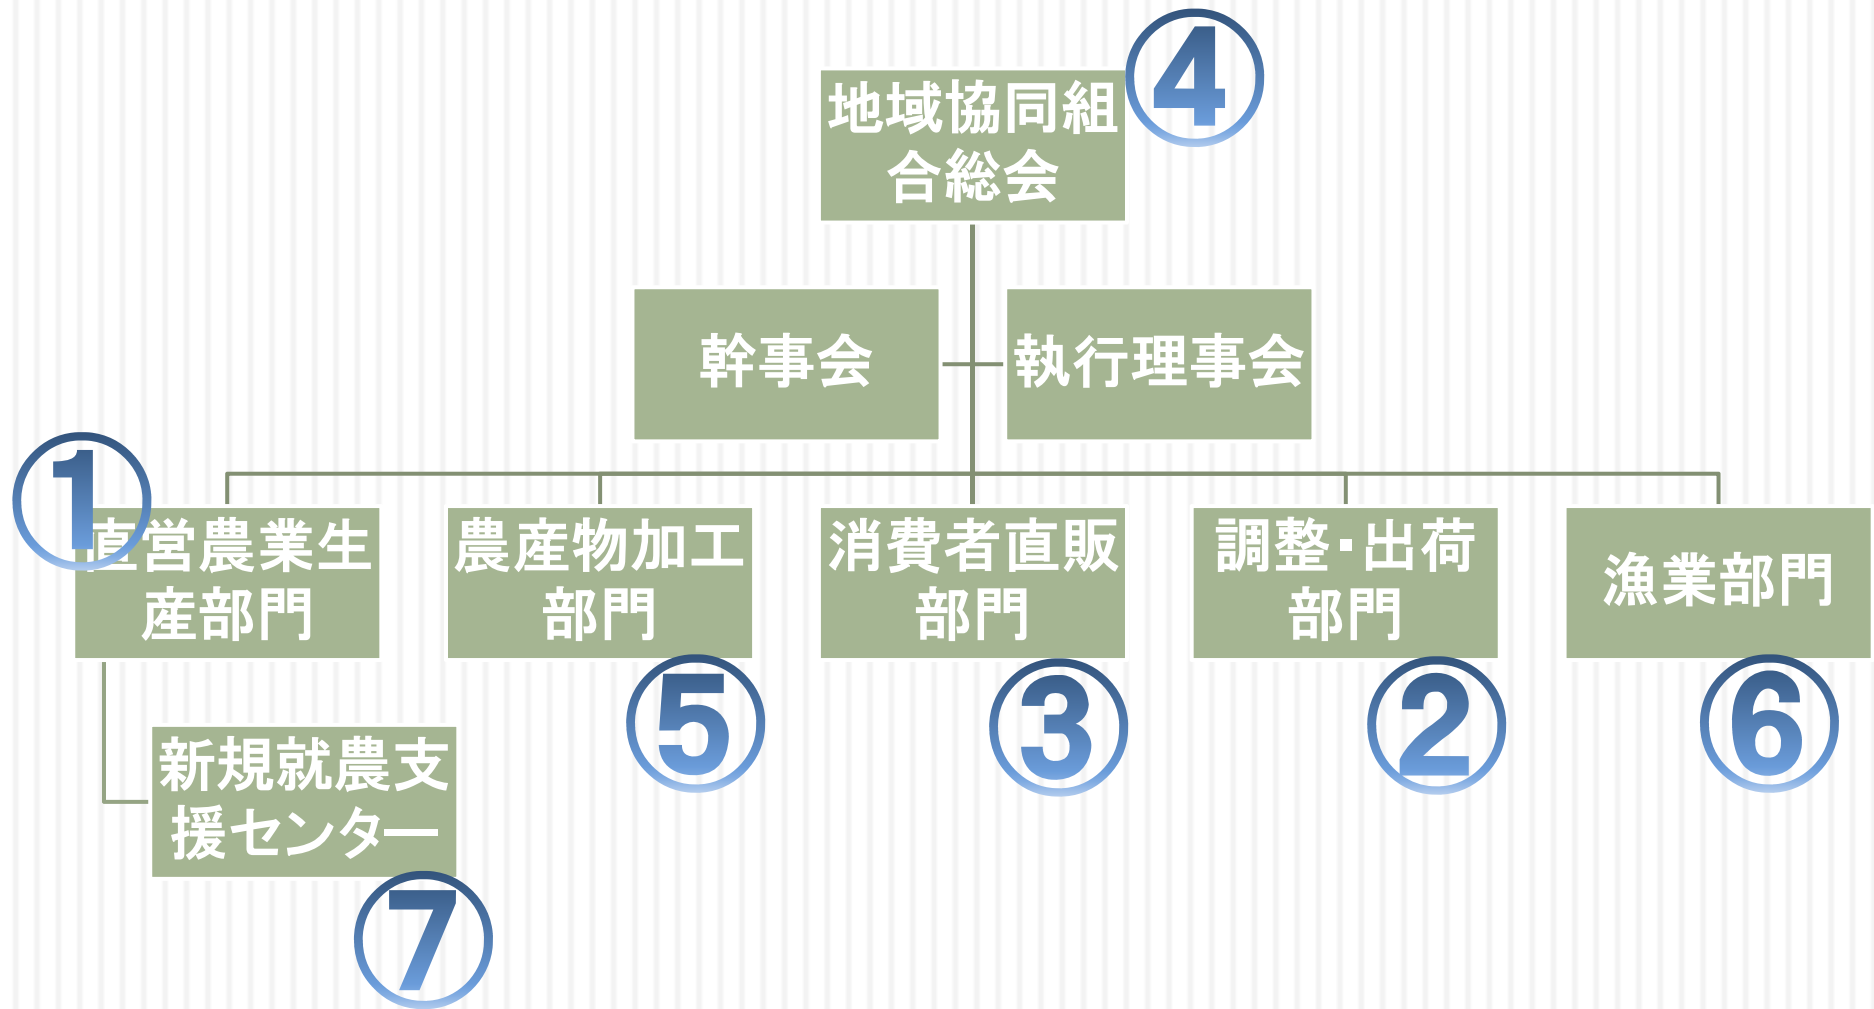 ④
地域協同組
合総会
幹事会
執行理事会
①
直営農業生
産部門
農産物加工
部門
消費者直販
部門
調整・出荷
部門
漁業部門
⑤
③
②
⑥
新規就農支
援センター
⑦